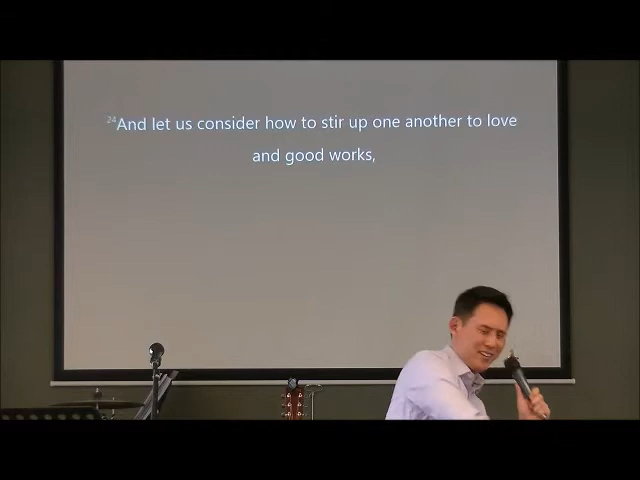 24And let us consider how to stir up one another to love
and good works,